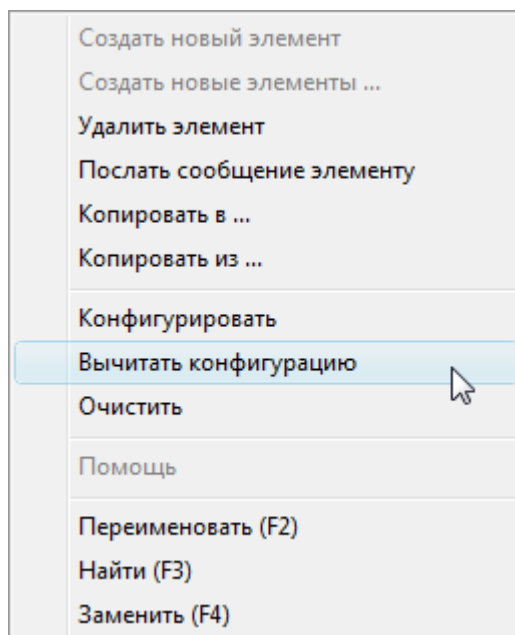 Создать новый элемент
Создать новые элементы ...
Удалить элемент
Послать сообщение элементу
Копировать в ...
Копировать из ...
Конфигурировать
Вычитать конфигурацию
Очистить
Помощь
Переименовать (F2)
Найти (F3)
Заменить (F4)